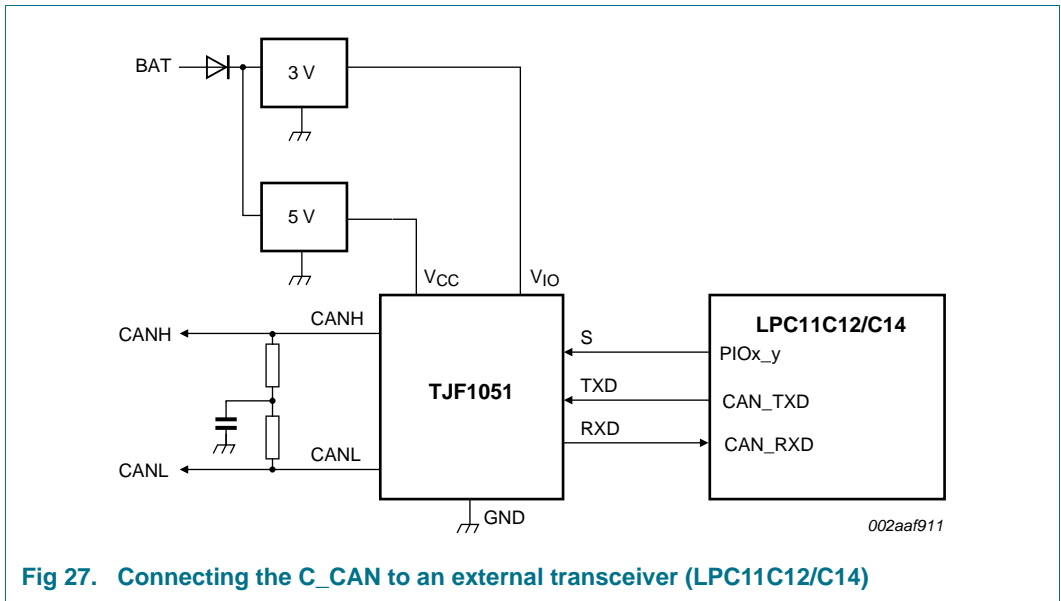 BAT
3 V
5 V
VCC
VIO
CANH
CANH
CANL
CANL
TJF1051
GND
S
TXD
RXD
LPC11C12/C14
PIOx_y
CAN_TXD
CAN_RXD
002aaf911
Fig 27. Connecting the C_CAN to an external transceiver (LPC11C12/C14)